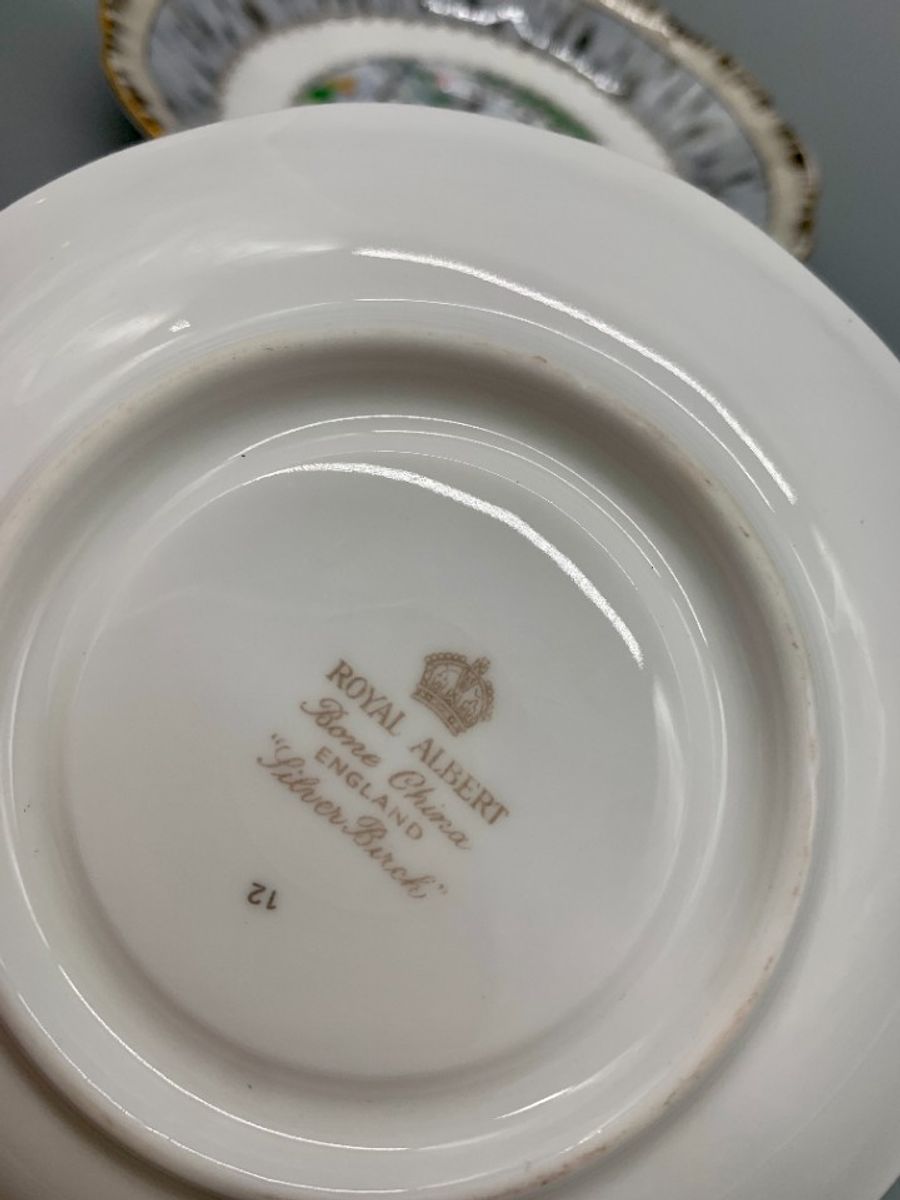 ROYAL ALBERT
Bone China
ENGLAND
"Silver Birch"
12